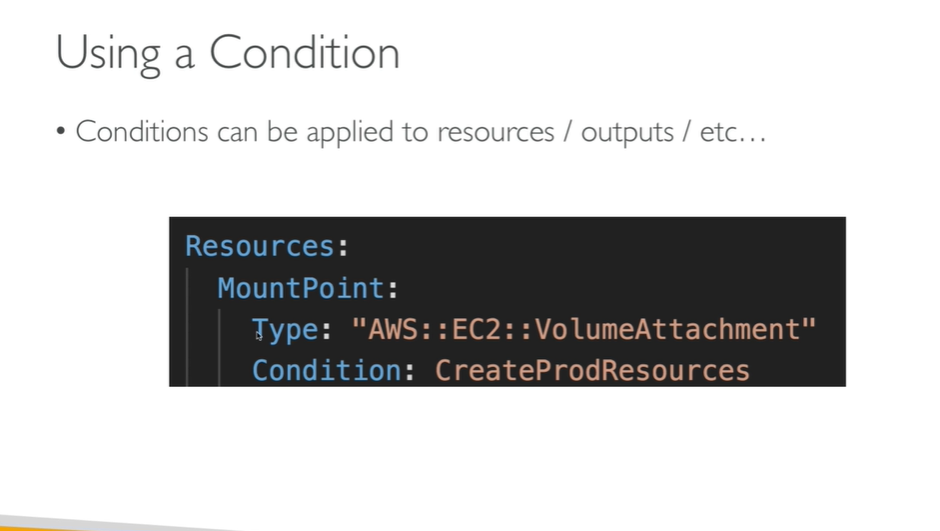 Using a Condition
• Conditions can be applied to resources / outputs / etc…
Resources:
MountPoint:
Type: "AWS::EC2::VolumeAttachment"
Condition: CreateProdResources